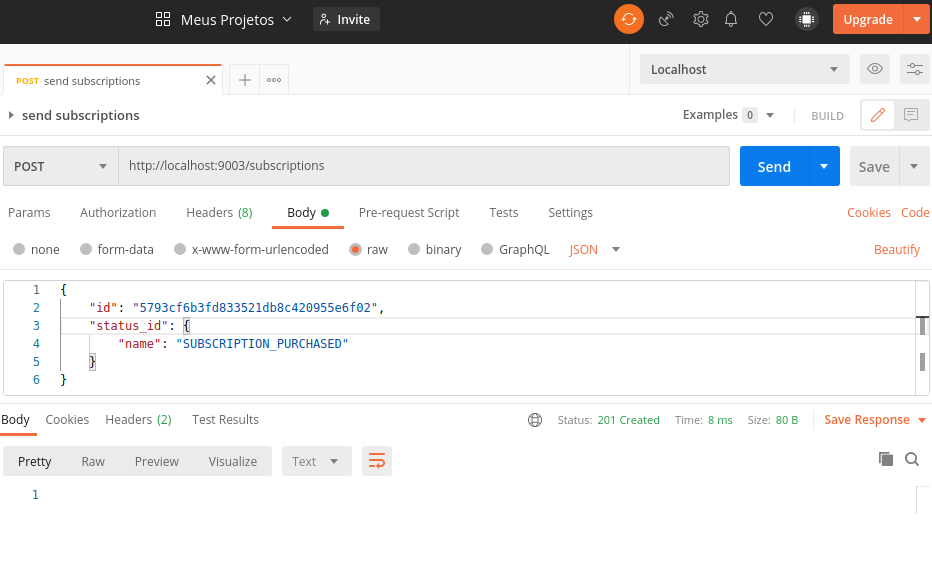 Meus Projetos
Invite
Upgrade
POST send subscriptions
Localhost
send subscriptions
Examples 0
BUILD
POST
http://localhost:9003/subscriptions
Send
Save
Params Authorization Headers (8) Body Pre-request Script Tests Settings Cookies Code
none form-data x-www-form-urlencoded raw binary GraphQL JSON Beautify
1 {
2 "id": "5793cf6b3fd833521db8c420955e6f02",
3 "status_id": {
4 "name": "SUBSCRIPTION_PURCHASED"
5 }
6 }
Body Cookies Headers (2) Test Results Status: 201 Created Time: 8 ms Size: 80 B Save Response
Pretty Raw Preview Visualize Text
1